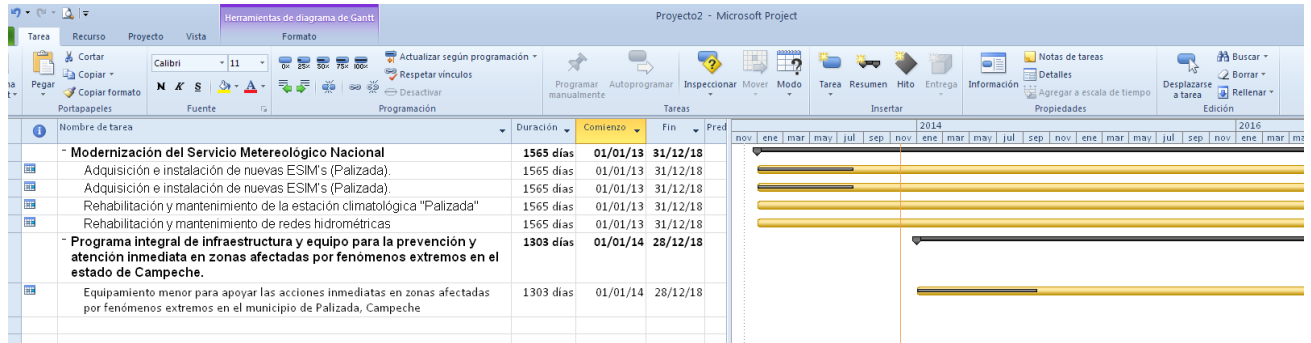 Herramientas de diagrama de Gantt
Proyecto2 - Microsoft Project
Tarea Recurso Proyecto Vista Formato
Pegar
Cortar
Copiar
Copiar formato
Portapapeles
Calibri 11
N K S A
Fuente
0% 25% 50% 75% 100%
Actualizar según programación
Respetar vínculos
Desactivar
Programación
Programar manualmente
Autoprogramar
Inspeccionar Mover Modo
Tareas
Tarea Resumen Hito Entrega
Insertar
Información
Notas de tareas
Detalles
Agregar a escala de tiempo
Propiedades
Desplazarse a tarea
Buscar
Borrar
Rellenar
Edición
Nombre de tarea Duración Comienzo Fin Pred
2014 2016
nov ene mar may jul sep nov ene mar may jul sep nov ene mar may jul sep nov ene ma
Modernización del Servicio Metereológico Nacional 1565 días 01/01/13 31/12/18
Adquisición e instalación de nuevas ESIM's (Palizada). 1565 días 01/01/13 31/12/18
Adquisición e instalación de nuevas ESIM's (Palizada). 1565 días 01/01/13 31/12/18
Rehabilitación y mantenimiento de la estación climatológica "Palizada" 1565 días 01/01/13 31/12/18
Rehabilitación y mantenimiento de redes hidrométricas 1565 días 01/01/13 31/12/18
Programa integral de infraestructura y equipo para la prevención y 1303 días 01/01/14 28/12/18
atención inmediata en zonas afectadas por fenómenos extremos en el
estado de Campeche.
Equipamiento menor para apoyar las acciones inmediatas en zonas afectadas 1303 días 01/01/14 28/12/18
por fenómenos extremos en el municipio de Palizada, Campeche